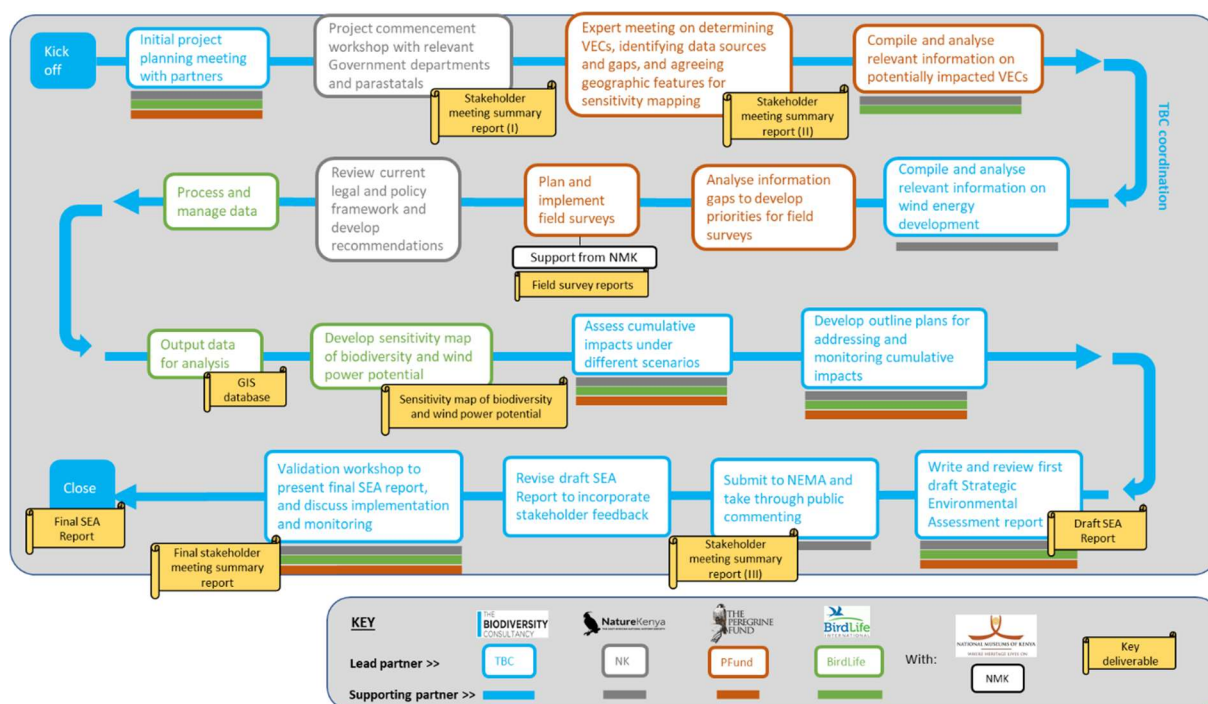 Kick
off
Initial project
planning meeting
with partners
Project commencement
workshop with relevant
Government departments
and parastatals
Stakeholder
meeting summary
report (I)
Expert meeting on determining
VECs, identifying data sources
and gaps, and agreeing
geographic features for
sensitivity mapping
Stakeholder
meeting summary
report (II)
Compile and analyse
relevant information on
potentially impacted VECs
TBC coordination
Process and
manage data
Review current
legal and policy
framework and
develop
recommendations
Plan and
implement
field surveys
Support from NMK
Field survey reports
Analyse information
gaps to develop
priorities for field
surveys
Compile and analyse
relevant information on
wind energy
development
Output data
for analysis
GIS
database
Develop sensitivity map
of biodiversity and wind
power potential
Sensitivity map of biodiversity
and wind power potential
Assess cumulative
impacts under
different scenarios
Develop outline plans for
addressing and
monitoring cumulative
impacts
Close
Final SEA
Report
Validation workshop to
present final SEA report,
and discuss implementation
and monitoring
Final stakeholder
meeting summary
report
Revise draft SEA
Report to incorporate
stakeholder feedback
Submit to NEMA and
take through public
commenting
Stakeholder
meeting summary
report (III)
Write and review first
draft Strategic
Environmental
Assessment report
Draft SEA
Report
KEY
THE
BIODIVERSITY
CONSULTANCY
NatureKenya
THE PEREGRINE
FUND
BirdLife
INTERNATIONAL
NATIONAL MUSEUMS OF KENYA
WHERE HERITAGE LIVES ON
Lead partner >>
TBC
NK
PFund
BirdLife
With:
NMK
Key
deliverable
Supporting partner >>